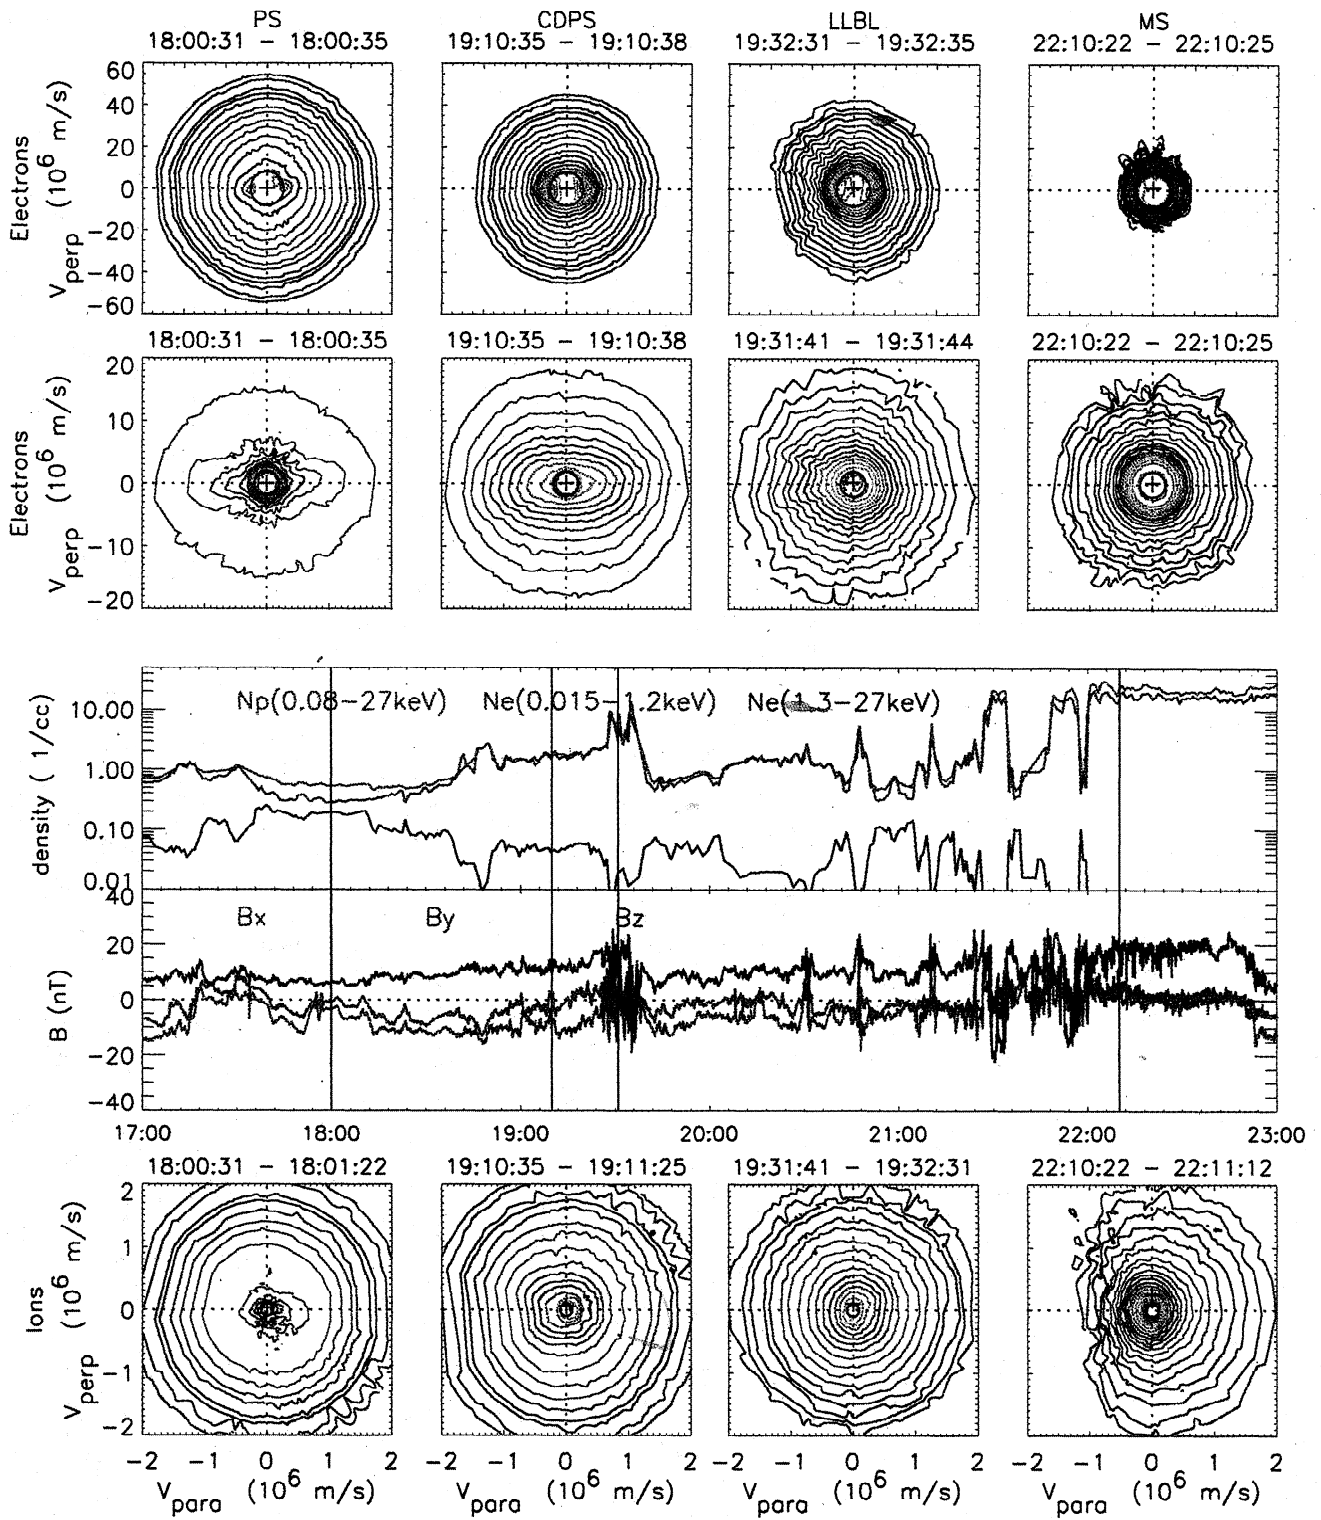 PS CDPS LLBL MS
18:00:31 - 18:00:35 19:10:35 - 19:10:38 19:32:31 - 19:32:35 22:10:22 - 22:10:25
60
40
20
0
-20
-40
-60
Electrons
Vperp (10^6 m/s)
18:00:31 - 18:00:35 19:10:35 - 19:10:38 19:31:41 - 19:31:44 22:10:22 - 22:10:25
20
10
0
-10
-20
Electrons
Vperp (10^6 m/s)
Np(0.08-27keV) Ne(0.015-1.2keV) Ne(1.3-27keV)
10.00
1.00
0.10
0.01
density ( 1/cc)
Bx By Bz
40
20
0
-20
-40
B (nT)
17:00 18:00 19:00 20:00 21:00 22:00 23:00
18:00:31 - 18:01:22 19:10:35 - 19:11:25 19:31:41 - 19:32:31 22:10:22 - 22:11:12
2
1
0
-1
-2
Ions
Vperp (10^6 m/s)
-2 -1 0 1 2 -2 -1 0 1 2 -2 -1 0 1 2 -2 -1 0 1 2
Vpara (10^6 m/s) Vpara (10^6 m/s) Vpara (10^6 m/s) Vpara (10^6 m/s)